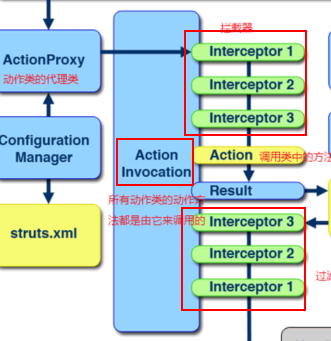 拦截器
Interceptor 1
ActionProxy
动作类的代理类
Interceptor 2
Interceptor 3
Configuration
Manager
Action
Invocation
Action
调用类中的方法
Result
所有动作类的动作方
法都是由它来调用的
struts.xml
Interceptor 3
Interceptor 2
Interceptor 1
过滤